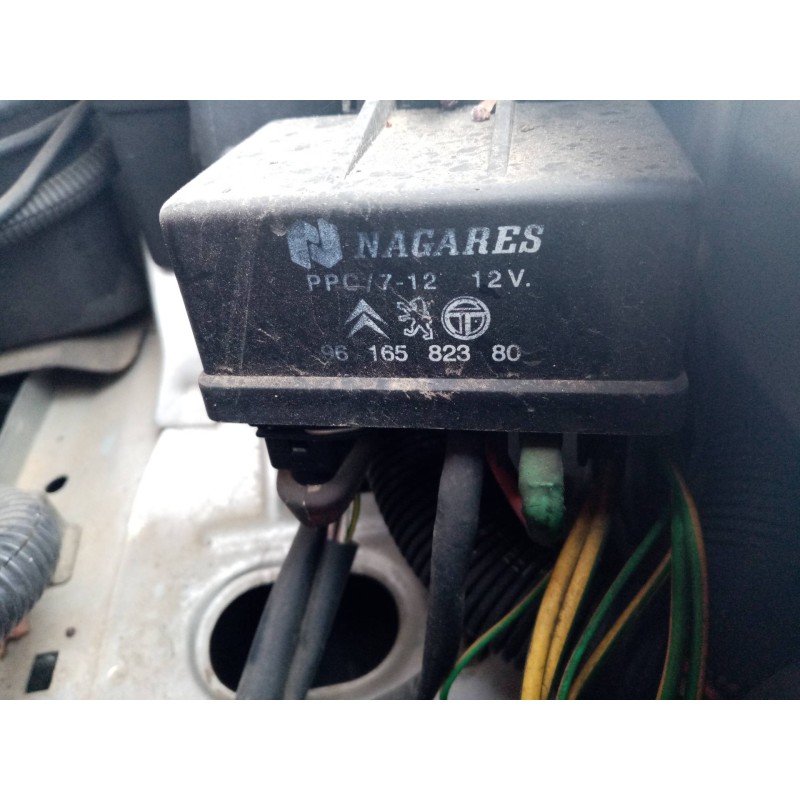 NAGARES
PPC/7-12 12V.
96 165 823 80